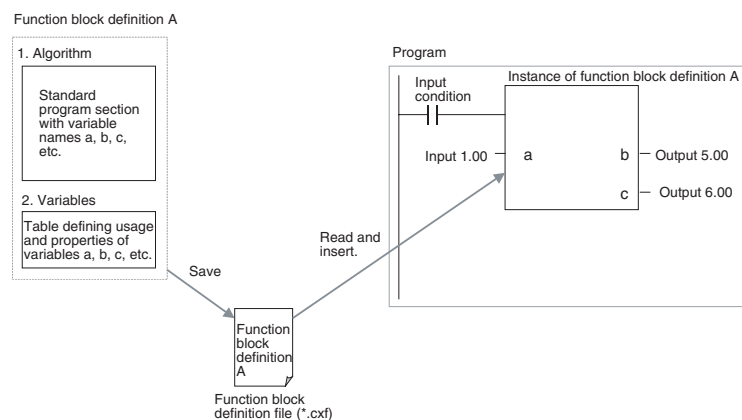 Function block definition A
1. Algorithm
Standard
program section
with variable
names a, b, c,
etc.
2. Variables
Table defining usage
and properties of
variables a, b, c, etc.
Save
Function
block
definition
A
Function block
definition file (*.cxf)
Read and
insert.
Program
Input
condition
Instance of function block definition A
Input 1.00
a
b
Output 5.00
c
Output 6.00